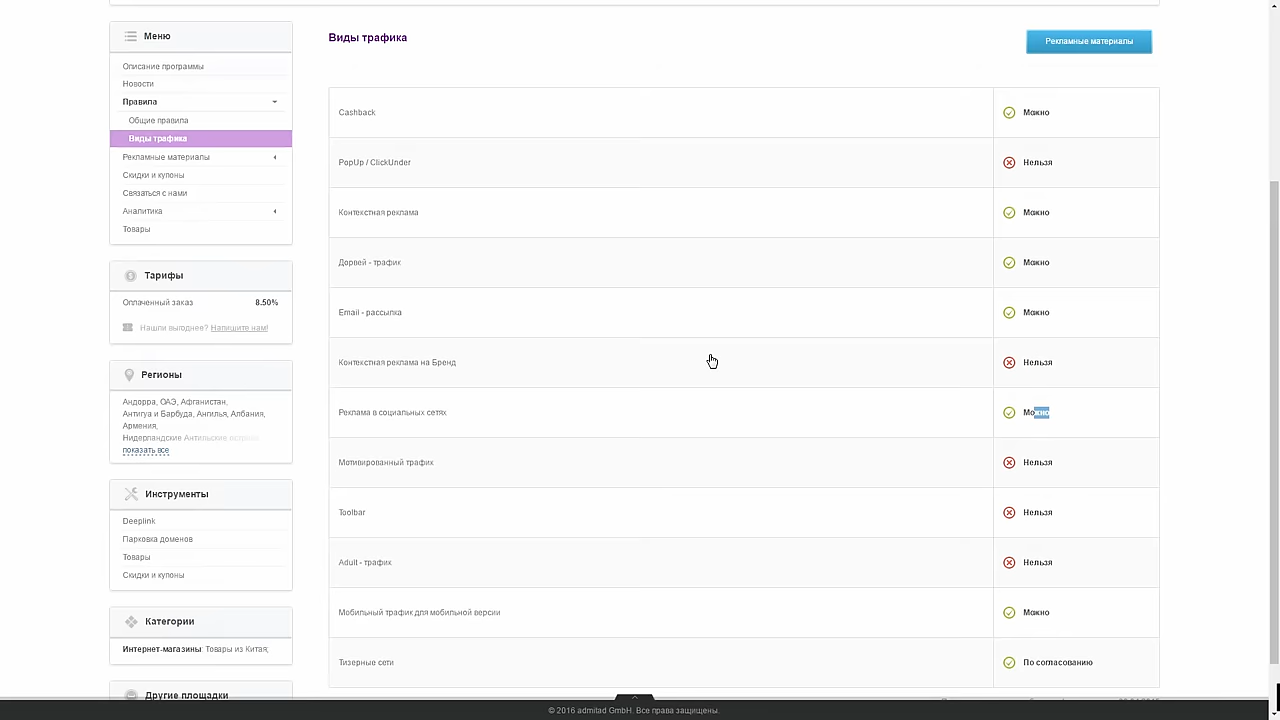 Меню
Описание программы
Новости
Правила
Общие правила
Виды трафика
Рекламные материалы
Скидки и купоны
Связаться с нами
Аналитика
Товары
Тарифы
Оплаченный заказ 8.50%
Нашли выгоднее? Напишите нам!
Регионы
Андорра, ОАЭ, Афганистан,
Антигуа и Барбуда, Ангилья, Албания,
Армения,
Нидерландские Антильские острова
показать все
Инструменты
Deeplink
Парковка доменов
Товары
Скидки и купоны
Категории
Интернет-магазины: Товары из Китая;
Другие площадки
Виды трафика
Рекламные материалы
Cashback Можно
PopUp / ClickUnder Нельзя
Контекстная реклама Можно
Дорвей - трафик Можно
Email - рассылка Можно
Контекстная реклама на Бренд Нельзя
Реклама в социальных сетях Можно
Мотивированный трафик Нельзя
Toolbar Нельзя
Adult - трафик Нельзя
Мобильный трафик для мобильной версии Можно
Тизерные сети По согласованию
© 2016 admitad GmbH. Все права защищены.